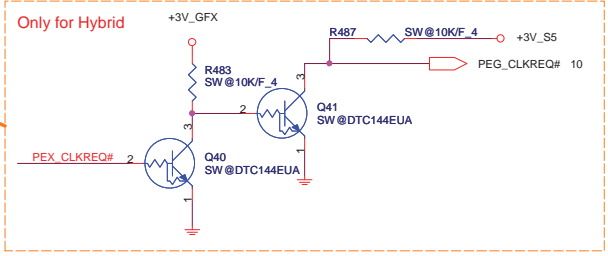 Only for Hybrid
+3V_GFX
R487
SW@10K/F_4
+3V_S5
PEG_CLKREQ# 10
R483
SW@10K/F_4
3
2
Q41
SW@DTC144EUA
3
1
PEX_CLKREQ#
2
Q40
SW@DTC144EUA
1